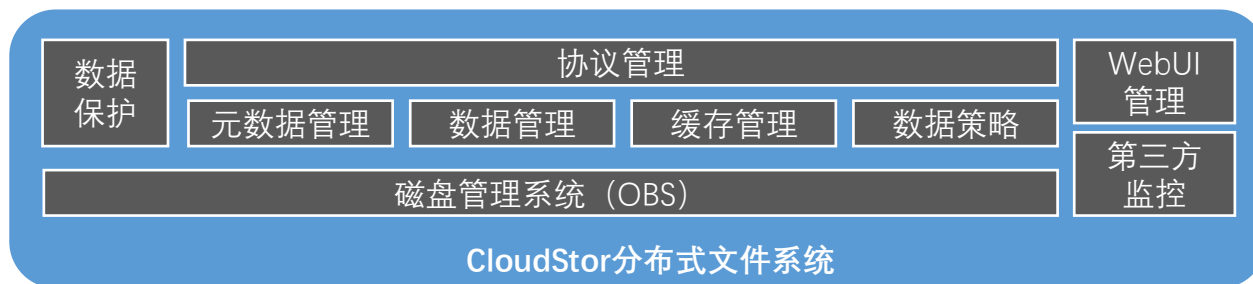 数据
保护
协议管理
元数据管理
数据管理
缓存管理
数据策略
磁盘管理系统（OBS）
WebUI
管理
第三方
监控
CloudStor分布式文件系统